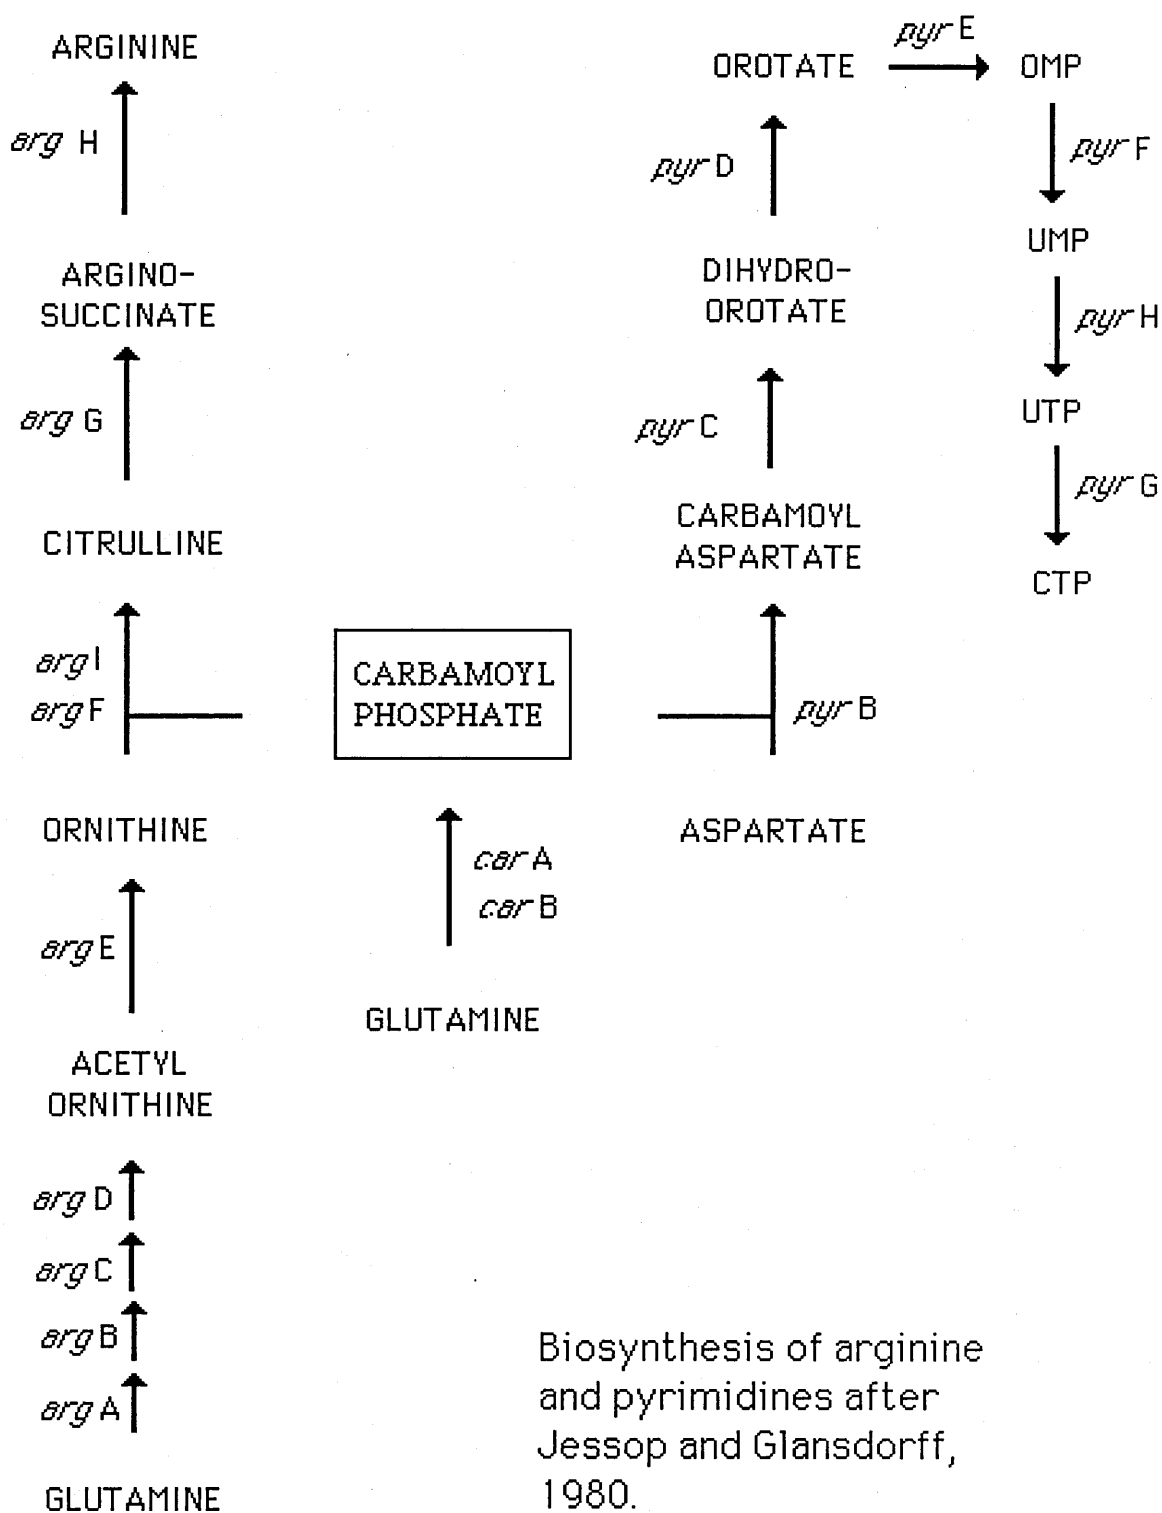 ARGININE
arg H
ARGINO-
SUCCINATE
arg G
CITRULLINE
arg I
arg F
ORNITHINE
arg E
ACETYL
ORNITHINE
arg D
arg C
arg B
arg A
GLUTAMINE
CARBAMOYL
PHOSPHATE
car A
car B
GLUTAMINE
OROTATE
pyr E
OMP
pyr D
pyr F
DIHYDRO-
OROTATE
UMP
pyr H
pyr C
UTP
pyr G
CARBAMOYL
ASPARTATE
CTP
pyr B
ASPARTATE
Biosynthesis of arginine
and pyrimidines after
Jessop and Glansdorff,
1980.